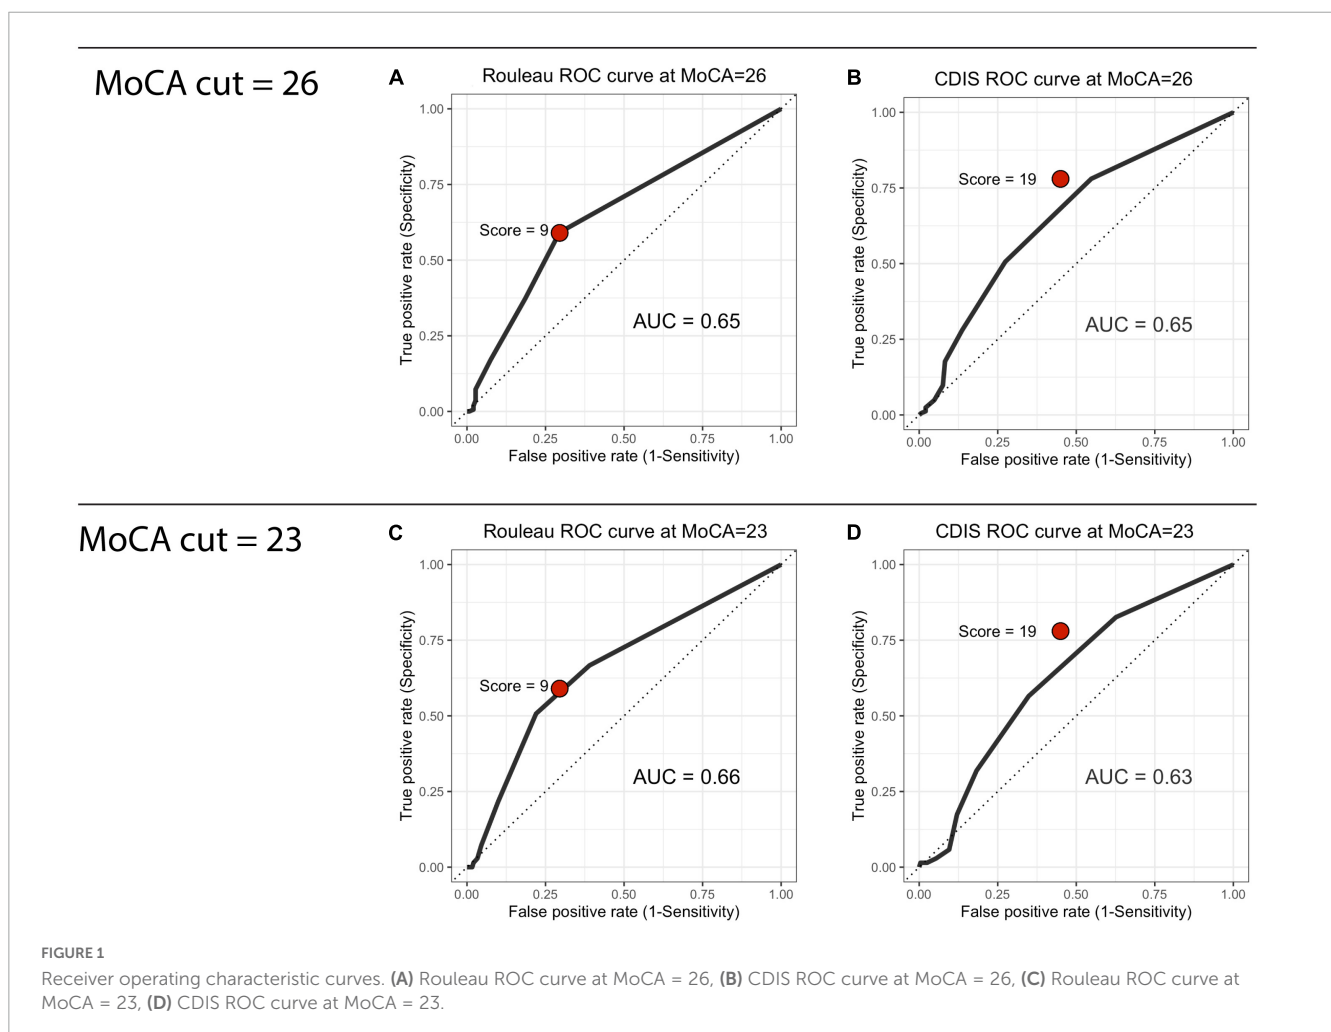 MoCA cut = 26
A
Rouleau ROC curve at MoCA=26
True positive rate (Specificity)
1.00
0.75
0.50
0.25
0.00
Score = 9
AUC = 0.65
0.00 0.25 0.50 0.75 1.00
False positive rate (1-Sensitivity)
B
CDIS ROC curve at MoCA=26
True positive rate (Specificity)
1.00
0.75
0.50
0.25
0.00
Score = 19
AUC = 0.65
0.00 0.25 0.50 0.75 1.00
False positive rate (1-Sensitivity)
MoCA cut = 23
C
Rouleau ROC curve at MoCA=23
True positive rate (Specificity)
1.00
0.75
0.50
0.25
0.00
Score = 9
AUC = 0.66
0.00 0.25 0.50 0.75 1.00
False positive rate (1-Sensitivity)
D
CDIS ROC curve at MoCA=23
True positive rate (Specificity)
1.00
0.75
0.50
0.25
0.00
Score = 19
AUC = 0.63
0.00 0.25 0.50 0.75 1.00
False positive rate (1-Sensitivity)
FIGURE 1
Receiver operating characteristic curves. (A) Rouleau ROC curve at MoCA = 26, (B) CDIS ROC curve at MoCA = 26, (C) Rouleau ROC curve at
MoCA = 23, (D) CDIS ROC curve at MoCA = 23.